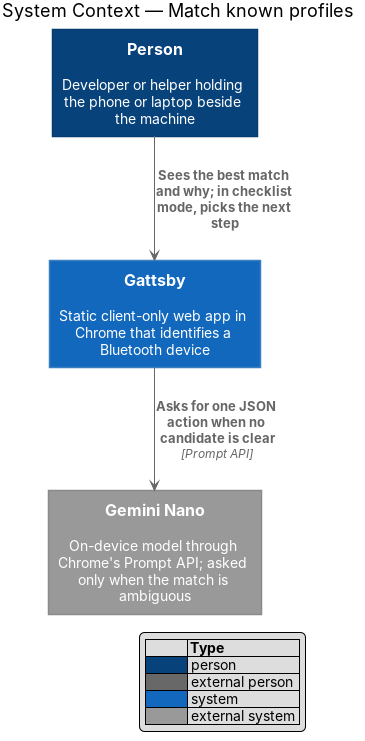 System Context — Match known profiles
Person
Developer or helper holding
the phone or laptop beside
the machine
Sees the best match
and why; in checklist
mode, picks the next
step
Gattsby
Static client-only web app in
Chrome that identifies a
Bluetooth device
Asks for one JSON
action when no
candidate is clear
[Prompt API]
Gemini Nano
On-device model through
Chrome's Prompt API; asked
only when the match is
ambiguous
Type
person
external person
system
external system